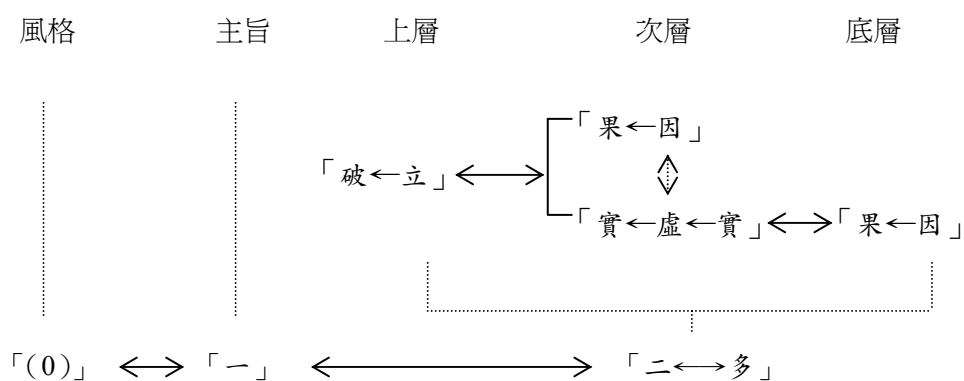 風格 主旨 上層 次層 底層
「果←因」
「破←立」
「實←虛←實」 「果←因」
「(0)」 「一」 「二←→多」